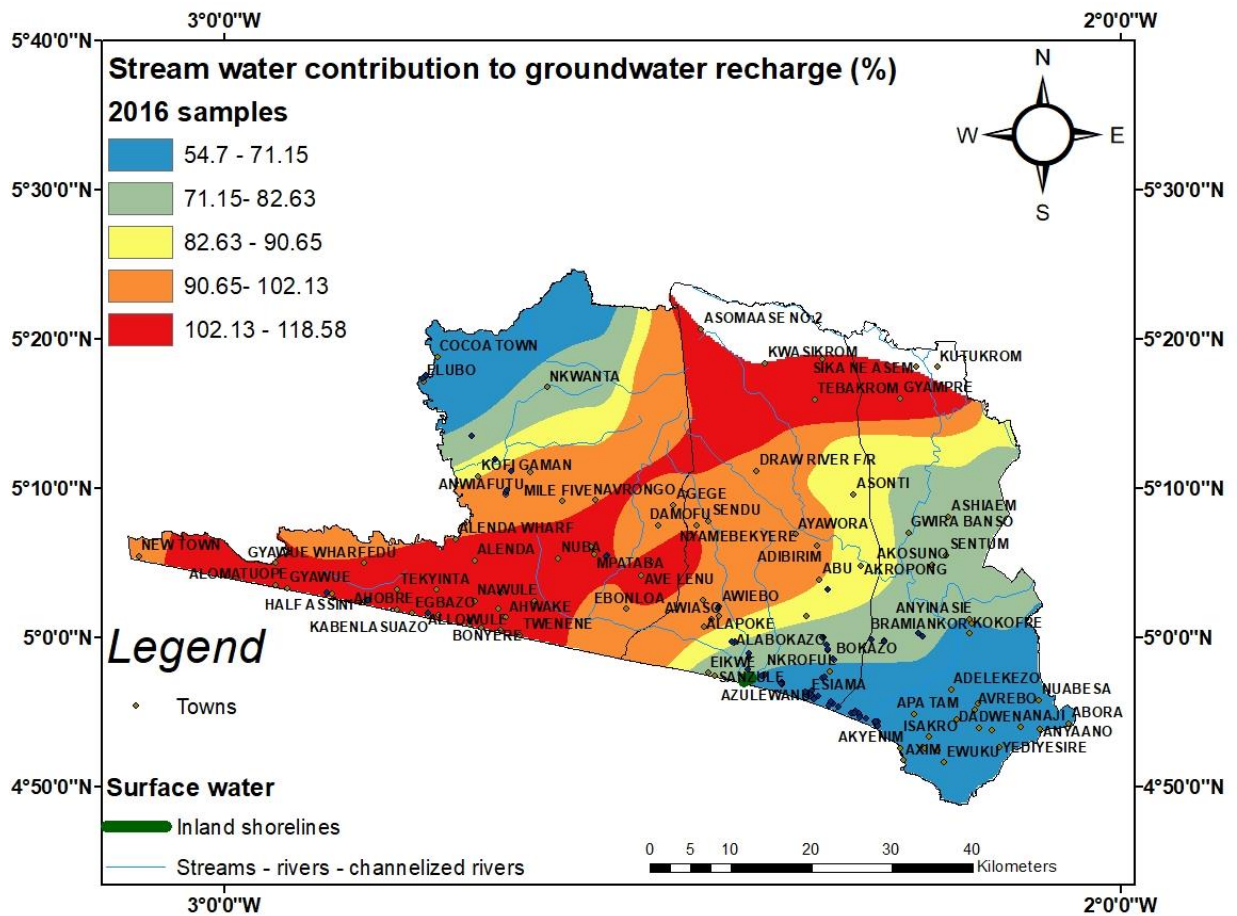 3°0'0"W 2°0'0"W
5°40'0"N 5°40'0"N
Stream water contribution to groundwater recharge (%)
2016 samples
54.7 - 71.15
71.15- 82.63
82.63 - 90.65
90.65- 102.13
102.13 - 118.58
N
W E
S
5°30'0"N 5°30'0"N
5°20'0"N 5°20'0"N
ASOMAASE NO.2
COCOA TOWN
KWASIKROM
KUTUKROM
SIKA NE ASEM
ELUBO
NKWANTA
TEBAKROM
GYAMPRE
KOFI GAMAN
DRAW RIVER F/R
5°10'0"N 5°10'0"N
ANWIAFUTU
MILE FIVE
NAVRONGO
AGEGE
ASONTI
DAMOFU
SENDU
ASHIAEM
ALENDA WHARF
NYAMEBEKYERE
AYAWORA
GWIRA BANSO
NEW TOWN
GYAWUE WHARF
EDU
ALENDA
NUBA
MPATABA
ADIBIRIM
AKOSUNO
SENTUM
ALOMATUOPE
GYAWUE
TEKYINTA
NAWULE
AVE LENU
ABU
AKROPONG
HALF ASSINI
AHOBRE
EGBAZO
AHWAKE
EBONLOA
AWIASO
AWIEBO
ANYINASIE
KABENLASUAZO
ALLOWULE
TWENENE
ALAPOKE
BRAMIANKOR
KOKOFRE
BONYERE
5°0'0"N 5°0'0"N
ALABOKAZO
BOKAZO
Legend
EIKWE
NKROFUL
SANZULE
ESIAMA
ADELEKEZO
NUABESA
AZULEWANU
Towns
APA TAM
AVREBO
ABORA
ISAKRO
DADWEN
ANAJI
ANYAANO
AKYENIM
AXIM
EWUKU
YEDIYESIRE
Surface water
4°50'0"N 4°50'0"N
Inland shorelines
Streams - rivers - channelized rivers
0 5 10 20 30 40
Kilometers
3°0'0"W 2°0'0"W